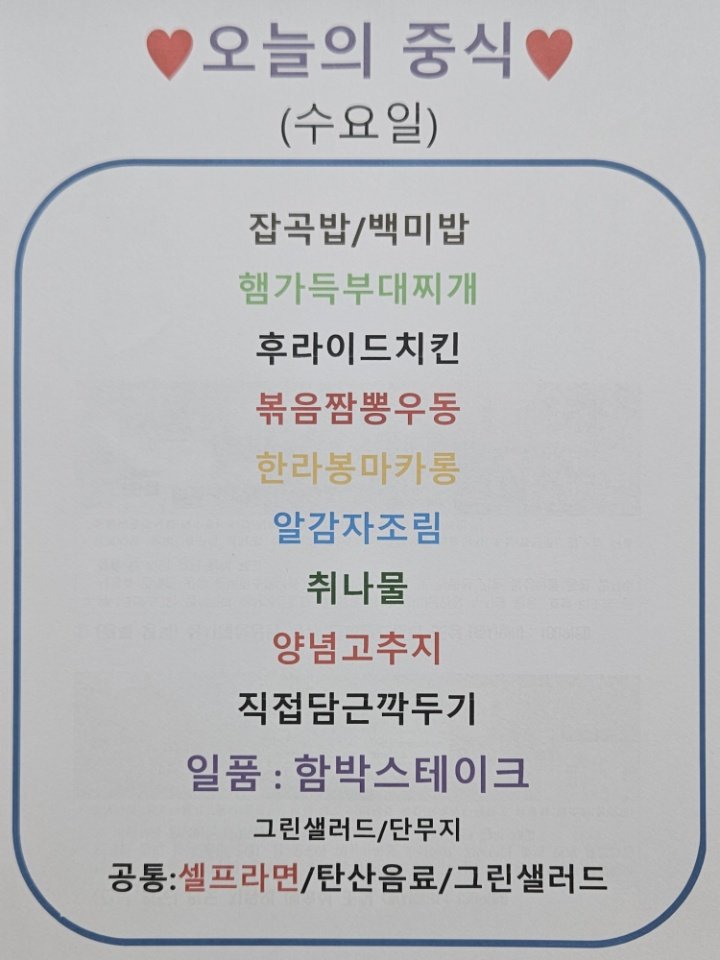 ♥오늘의 중식♥
(수요일)
잡곡밥/백미밥
햄가득부대찌개
후라이드치킨
볶음짬뽕우동
한라봉마카롱
알감자조림
취나물
양념고추지
직접담근깍두기
일품 : 함박스테이크
그린샐러드/단무지
공통:셀프라면/탄산음료/그린샐러드